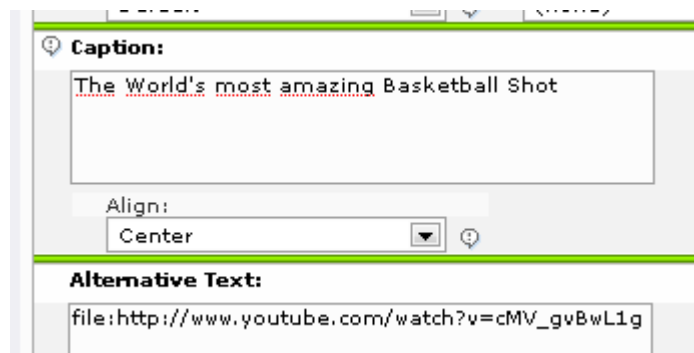 Caption:
The World's most amazing Basketball Shot
Align:
Center
Alternative Text:
file:http://www.youtube.com/watch?v=cMV_gvBwL1g